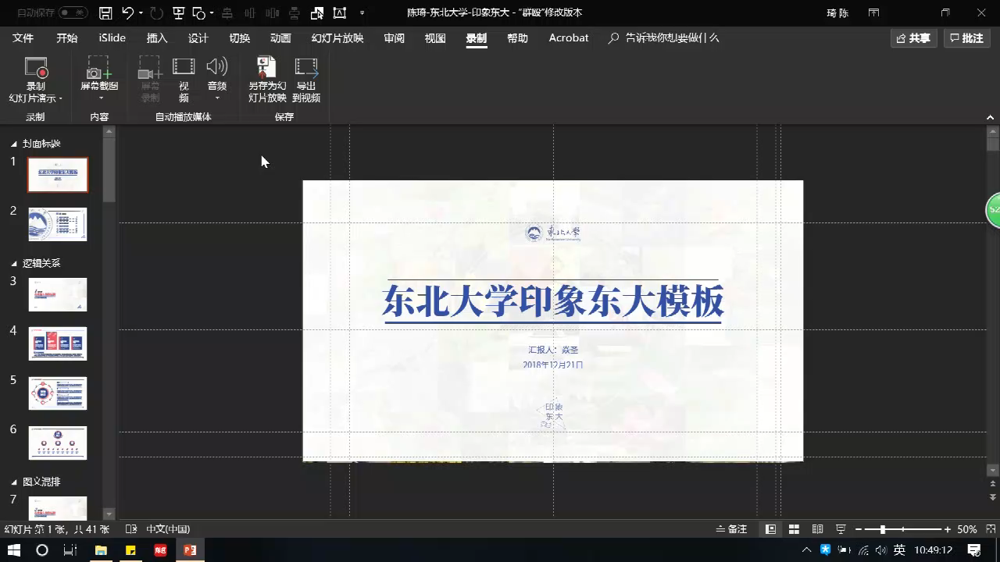 自动保存 关 陈琦-东北大学-印象东大 - “群殴”修改版本 琦 陈
文件 开始 iSlide 插入 设计 切换 动画 幻灯片放映 审阅 视图 录制 帮助 Acrobat 告诉我你想要做什么 共享 批注
录制 屏幕截图 屏幕 视 音频 另存为幻 导出
幻灯片演示 录制 频 灯片放映 到视频
录制 内容 自动播放媒体 保存
封面标题
1
2
逻辑关系
3
4
5
6
图文混排
7
东北大学
东北大学印象东大模板
汇报人：焱圣
2018年12月21日
印象
东大
52
幻灯片 第 1 张，共 41 张 中文(中国) 备注 50%
英 10:49:12